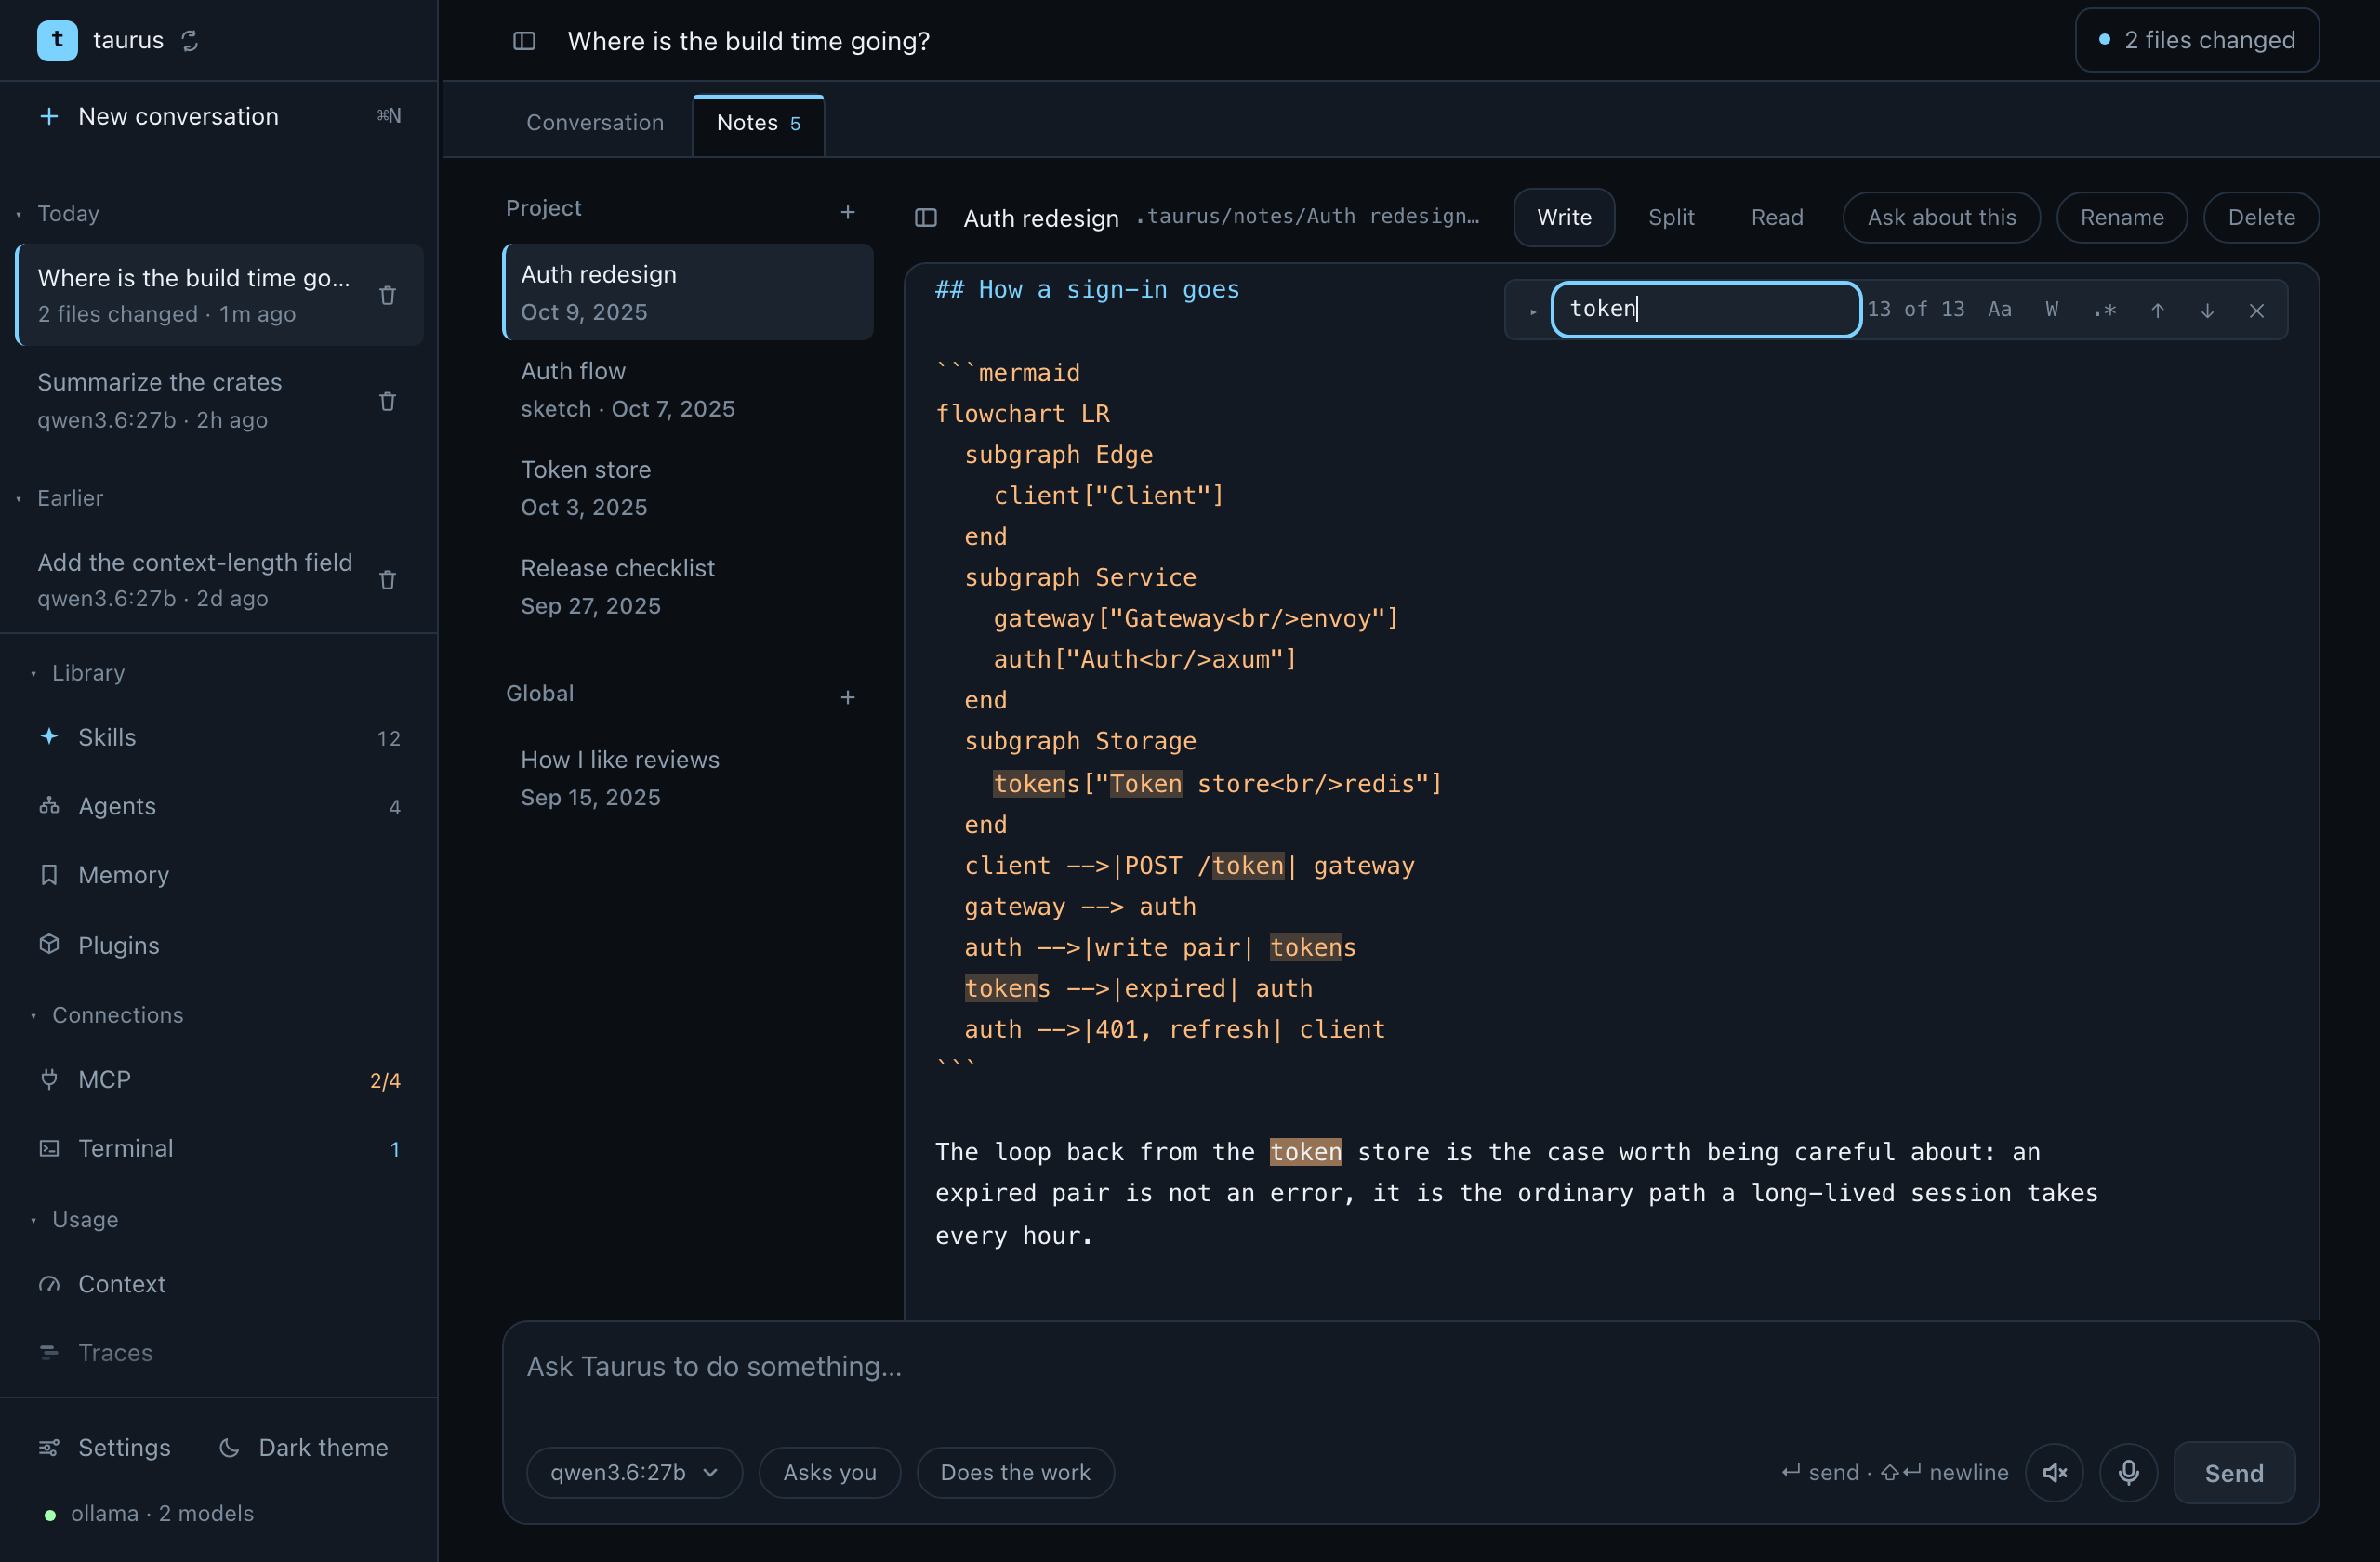 t taurus
New conversation ⌘N
Today
Where is the build time go...
2 files changed · 1m ago
Summarize the crates
qwen3.6:27b · 2h ago
Earlier
Add the context-length field
qwen3.6:27b · 2d ago
Library
Skills 12
Agents 4
Memory
Plugins
Connections
MCP 2/4
Terminal 1
Usage
Context
Traces
Settings Dark theme
ollama · 2 models
Where is the build time going?
2 files changed
Conversation Notes 5
Project +
Auth redesign
Oct 9, 2025
Auth flow
sketch · Oct 7, 2025
Token store
Oct 3, 2025
Release checklist
Sep 27, 2025
Global +
How I like reviews
Sep 15, 2025
Auth redesign .taurus/notes/Auth redesign… Write Split Read Ask about this Rename Delete
token 13 of 13 Aa W .* ↑ ↓ ×
## How a sign-in goes
```mermaid
flowchart LR
  subgraph Edge
    client["Client"]
  end
  subgraph Service
    gateway["Gateway<br/>envoy"]
    auth["Auth<br/>axum"]
  end
  subgraph Storage
    tokens["Token store<br/>redis"]
  end
  client -->|POST /token| gateway
  gateway --> auth
  auth -->|write pair| tokens
  tokens -->|expired| auth
  auth -->|401, refresh| client
```
The loop back from the token store is the case worth being careful about: an
expired pair is not an error, it is the ordinary path a long-lived session takes
every hour.
Ask Taurus to do something...
qwen3.6:27b Asks you Does the work
↵ send · ⇧↵ newline Send